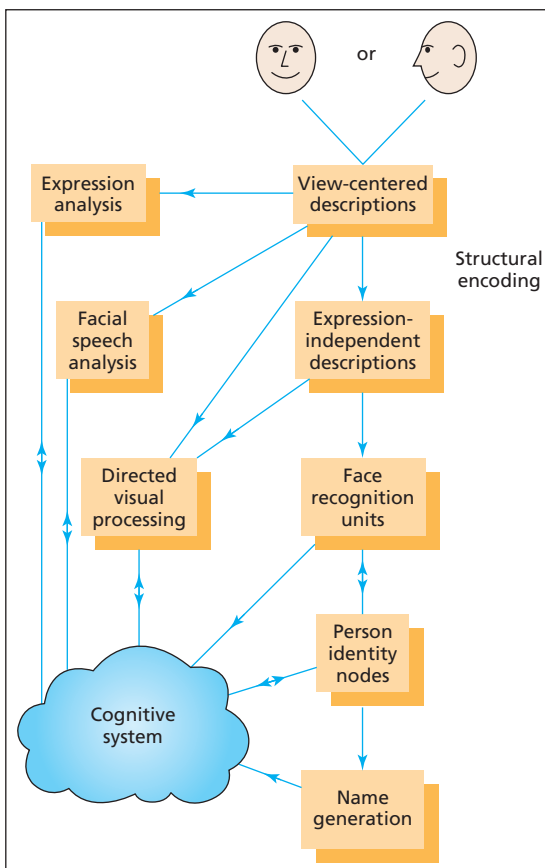 or
Expression
analysis
View-centered
descriptions
Structural
encoding
Facial
speech
analysis
Expression-
independent
descriptions
Directed
visual
processing
Face
recognition
units
Person
identity
nodes
Cognitive
system
Name
generation